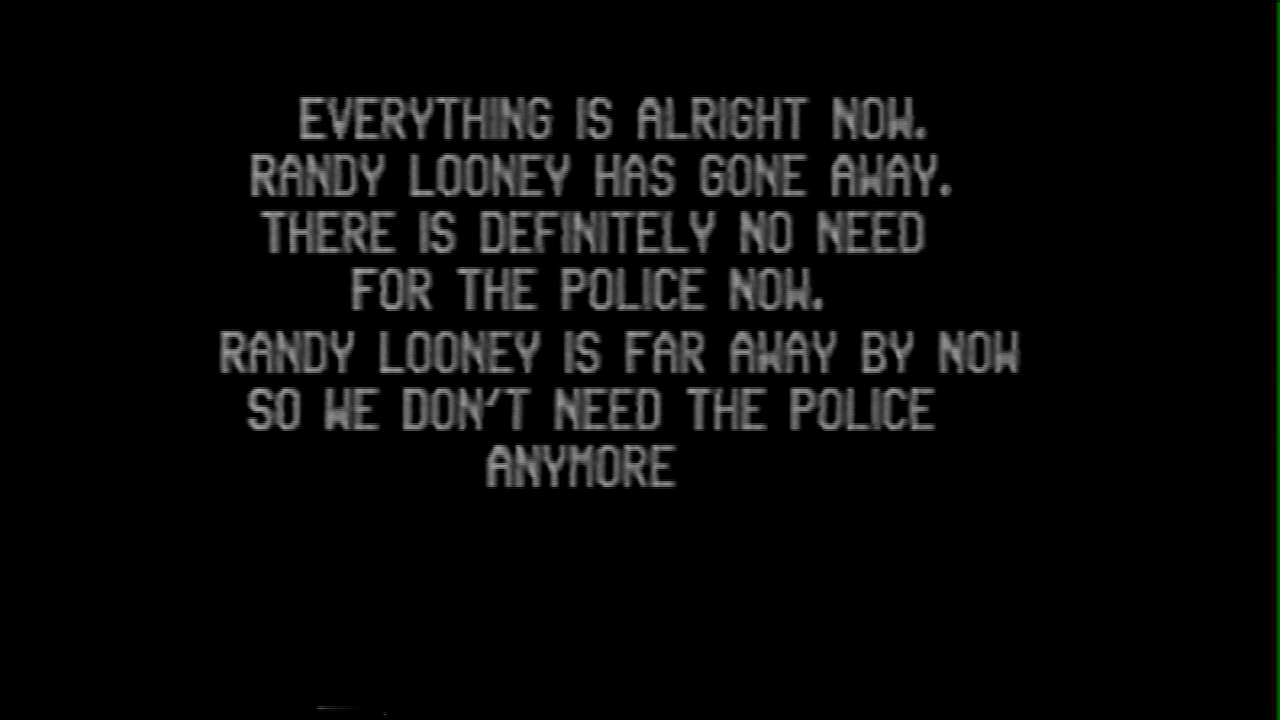 EVERYTHING IS ALRIGHT NOW.
RANDY LOONEY HAS GONE AWAY.
THERE IS DEFINITELY NO NEED
FOR THE POLICE NOW.
RANDY LOONEY IS FAR AWAY BY NOW
SO WE DON'T NEED THE POLICE
ANYMORE